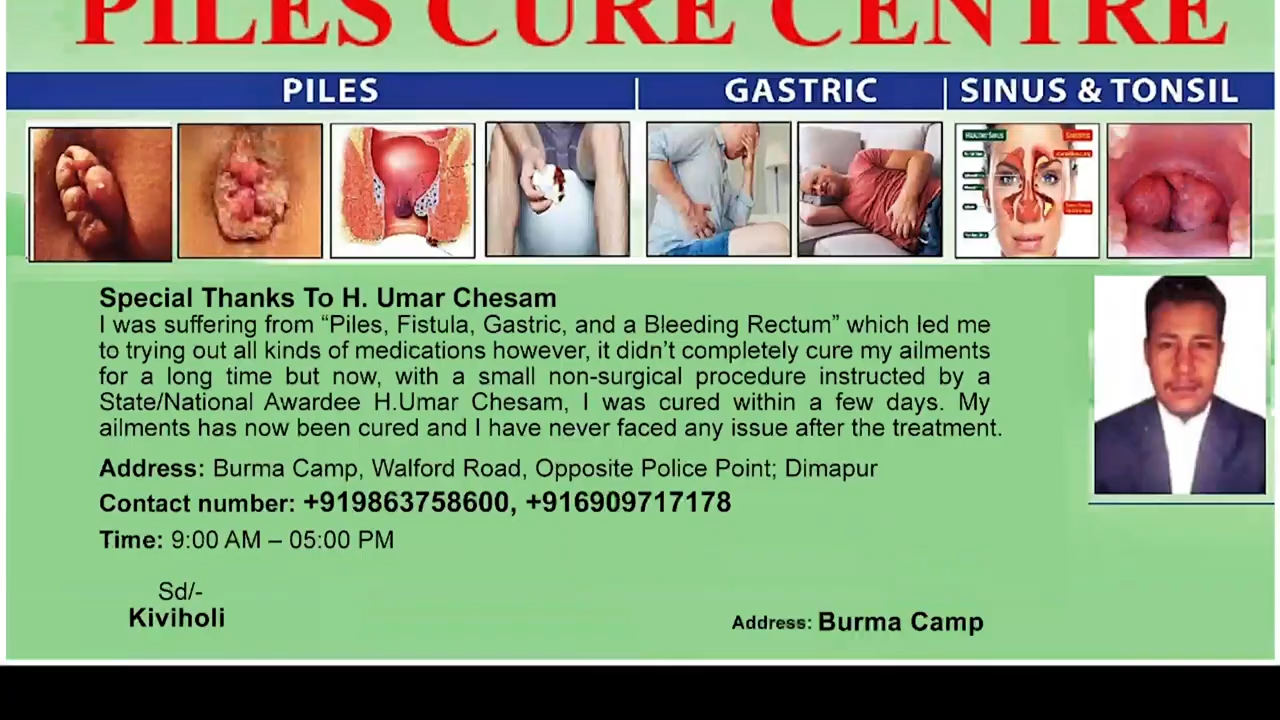 PILES CURE CENTRE
PILES | GASTRIC | SINUS & TONSIL
Special Thanks To H. Umar Chesam
I was suffering from “Piles, Fistula, Gastric, and a Bleeding Rectum” which led me
to trying out all kinds of medications however, it didn’t completely cure my ailments
for a long time but now, with a small non-surgical procedure instructed by a
State/National Awardee H.Umar Chesam, I was cured within a few days. My
ailments has now been cured and I have never faced any issue after the treatment.
Address: Burma Camp, Walford Road, Opposite Police Point; Dimapur
Contact number: +919863758600, +916909717178
Time: 9:00 AM – 05:00 PM
Sd/-
Kiviholi
Address: Burma Camp